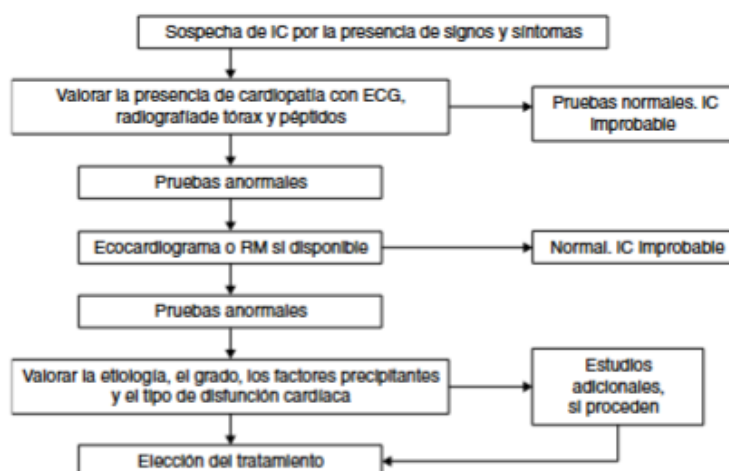 Sospecha de IC por la presencia de signos y síntomas
Valorar la presencia de cardiopatía con ECG,
radiografíade tórax y péptidos
Pruebas normales. IC
Improbable
Pruebas anormales
Ecocardiograma o RM si disponible
Normal. IC Improbable
Pruebas anormales
Valorar la etiología, el grado, los factores precipitantes
y el tipo de disfunción cardíaca
Estudios
adicionales,
si proceden
Elección del tratamiento